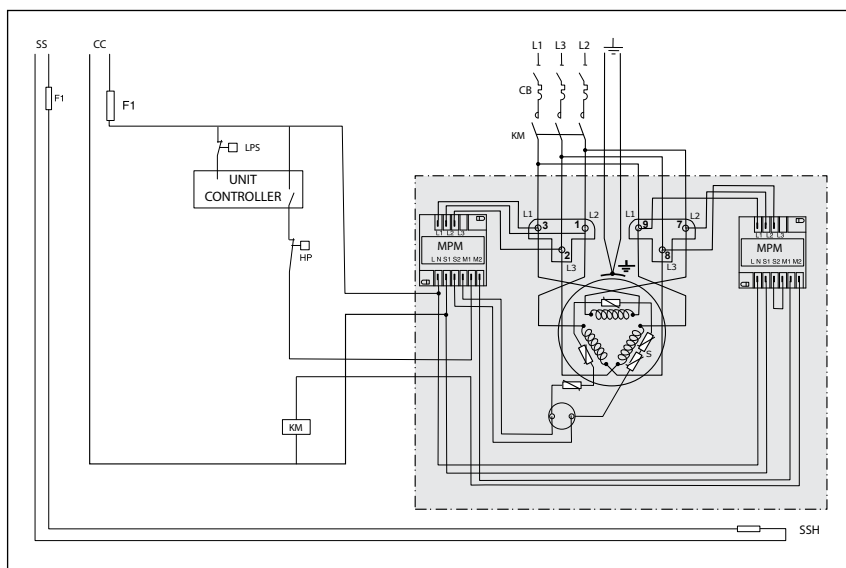 SS CC L1 L3 L2
F1 F1 CB
KM
LPS
UNIT
CONTROLLER
HP
L1 L2 L3
MPM
L N S1 S2 M1 M2
L1 3 1 L2
2
L3
L1 9 7 L2
8
L3
L1 L2 L3
MPM
L N S1 S2 M1 M2
S
KM
SSH